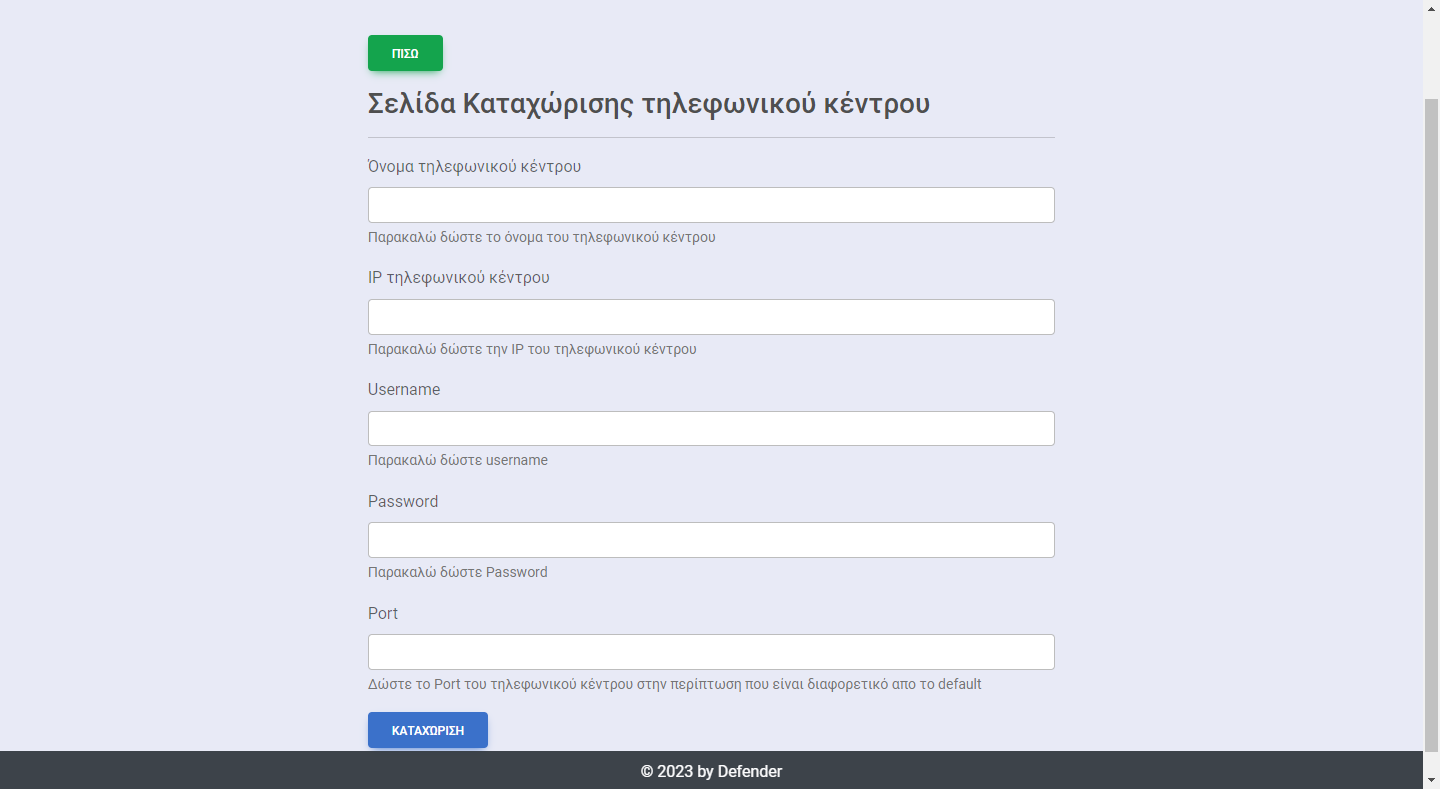 ΠΙΣΩ
Σελίδα Καταχώρισης τηλεφωνικού κέντρου
Όνομα τηλεφωνικού κέντρου
Παρακαλώ δώστε το όνομα του τηλεφωνικού κέντρου
IP τηλεφωνικού κέντρου
Παρακαλώ δώστε την IP του τηλεφωνικού κέντρου
Username
Παρακαλώ δώστε username
Password
Παρακαλώ δώστε Password
Port
Δώστε το Port του τηλεφωνικού κέντρου στην περίπτωση που είναι διαφορετικό απο το default
ΚΑΤΑΧΏΡΙΣΗ
© 2023 by Defender